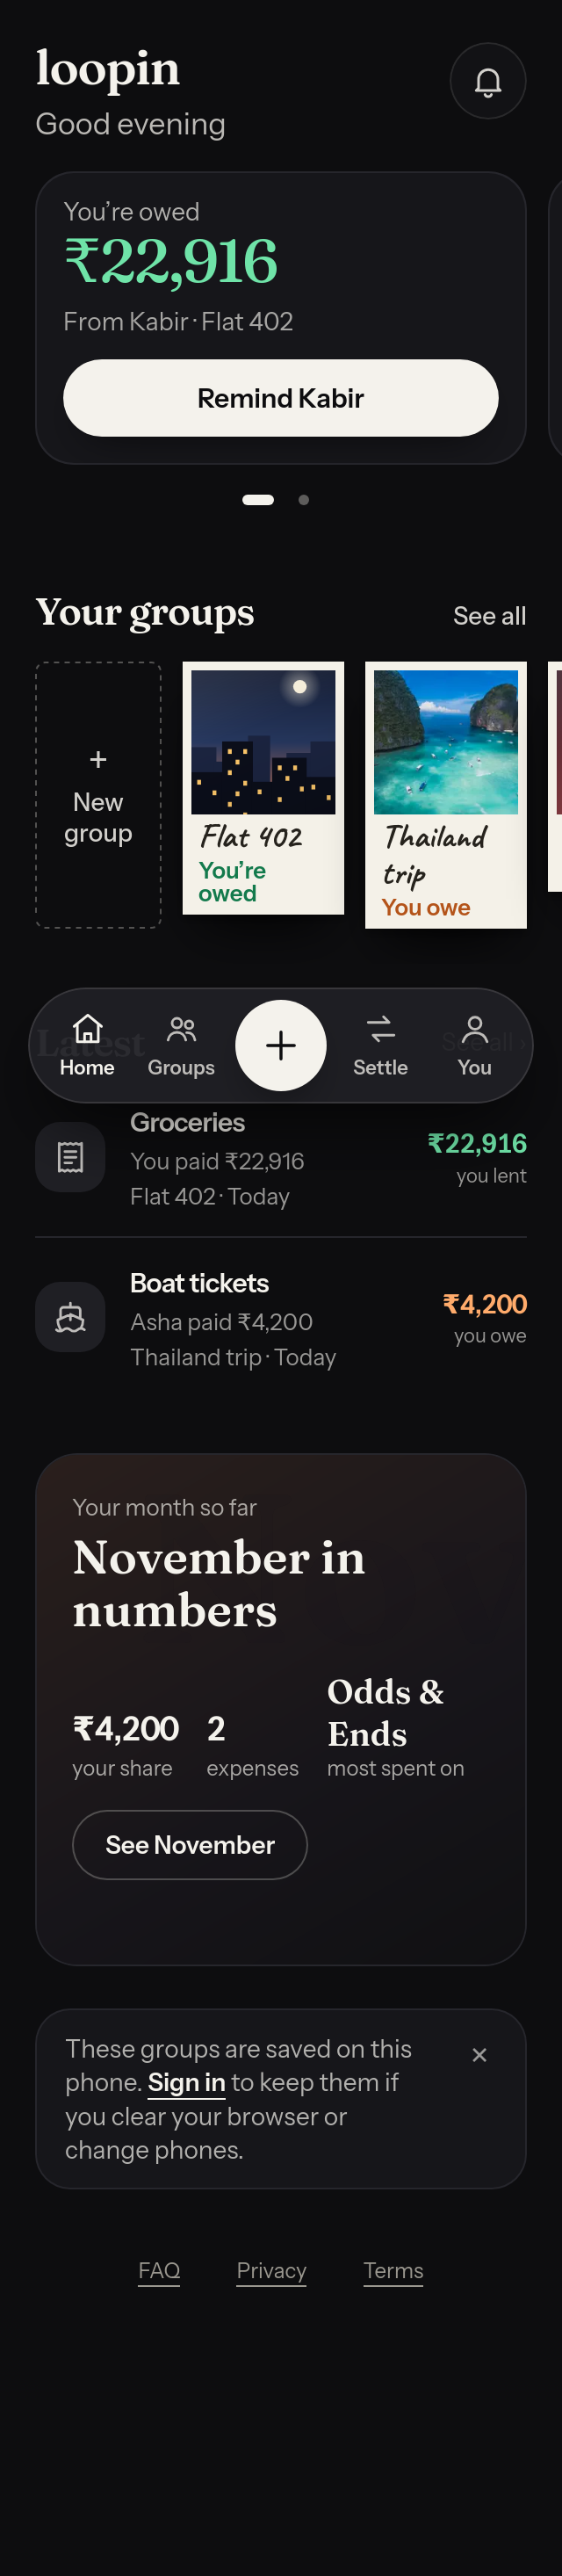 loopin
Good evening
You're owed
₹22,916
From Kabir · Flat 402
Remind Kabir
Your groups
See all
+
New
group
Flat 402
You're
owed
Thailand
trip
You owe
Latest
See all ›
Home
Groups
+
Settle
You
Groceries
You paid ₹22,916
Flat 402 · Today
₹22,916
you lent
Boat tickets
Asha paid ₹4,200
Thailand trip · Today
₹4,200
you owe
Your month so far
November in
numbers
₹4,200
your share
2
expenses
Odds &
Ends
most spent on
See November
These groups are saved on this
phone. Sign in to keep them if
you clear your browser or
change phones.
×
FAQ
Privacy
Terms